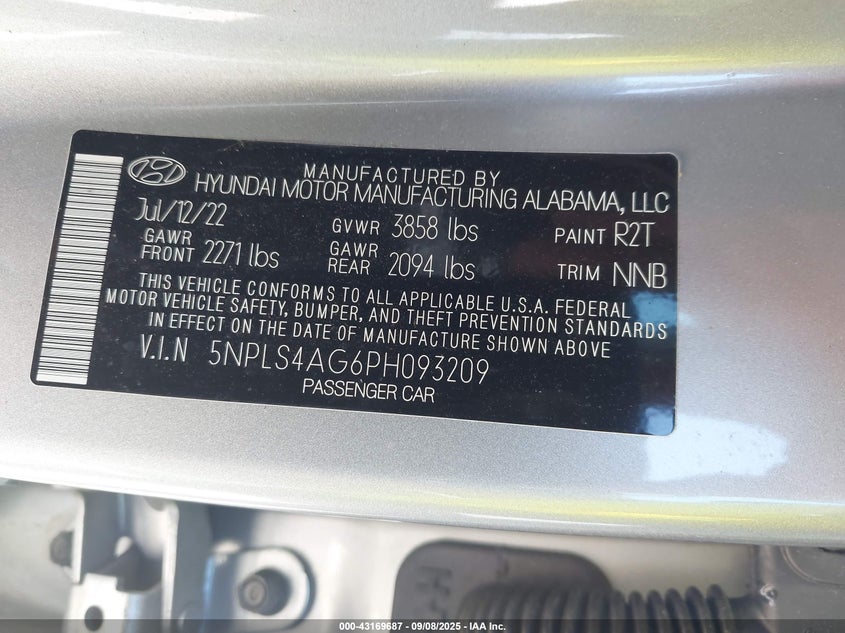 MANUFACTURED BY
HYUNDAI MOTOR MANUFACTURING ALABAMA, LLC
Jul/12/22 GVWR 3858 lbs PAINT R2T
GAWR FRONT 2271 lbs GAWR REAR 2094 lbs TRIM NNB
THIS VEHICLE CONFORMS TO ALL APPLICABLE U.S.A. FEDERAL
MOTOR VEHICLE SAFETY, BUMPER, AND THEFT PREVENTION STANDARDS
IN EFFECT ON THE DATE OF MANUFACTURE SHOWN ABOVE
V.I.N 5NPLS4AG6PH093209
PASSENGER CAR
000-43169687 - 09/08/2025 - IAA Inc.